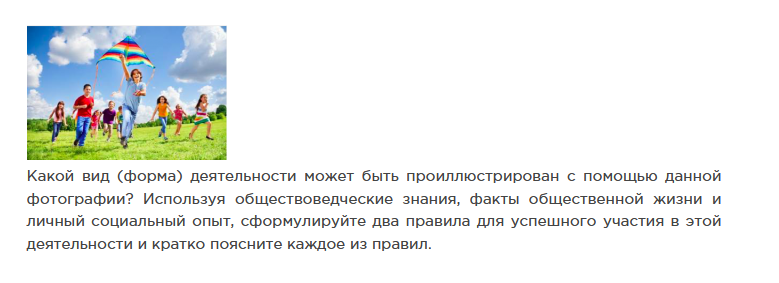 Какой вид (форма) деятельности может быть проиллюстрирован с помощью данной
фотографии? Используя обществоведческие знания, факты общественной жизни и
личный социальный опыт, сформулируйте два правила для успешного участия в этой
деятельности и кратко поясните каждое из правил.